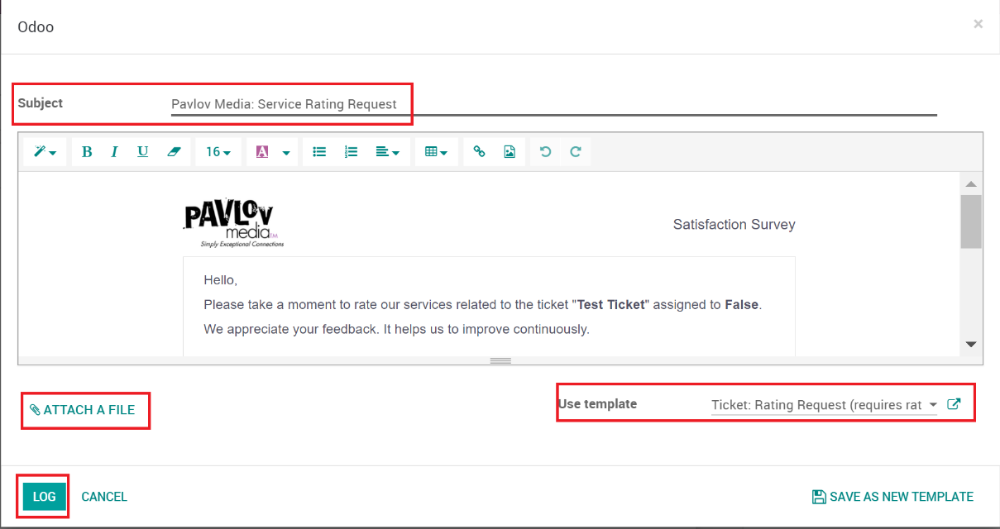 Odoo
×
Subject Pavlov Media: Service Rating Request
B I U 16 A
PAVLOV
media TM
Simply Exceptional Connections
Satisfaction Survey
Hello,
Please take a moment to rate our services related to the ticket "Test Ticket" assigned to False.
We appreciate your feedback. It helps us to improve continuously.
ATTACH A FILE
Use template Ticket: Rating Request (requires rat
LOG CANCEL SAVE AS NEW TEMPLATE